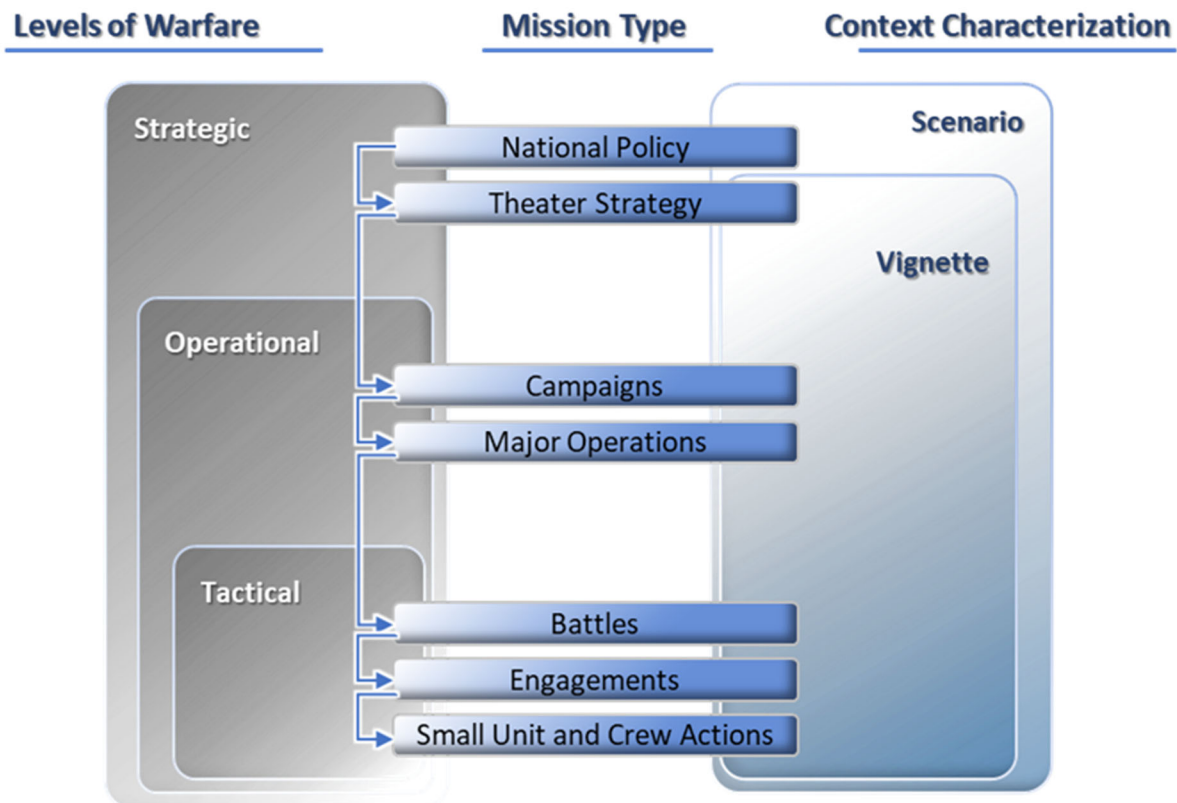 Levels of Warfare
Mission Type
Context Characterization
Strategic
Scenario
National Policy
Theater Strategy
Vignette
Operational
Campaigns
Major Operations
Tactical
Battles
Engagements
Small Unit and Crew Actions